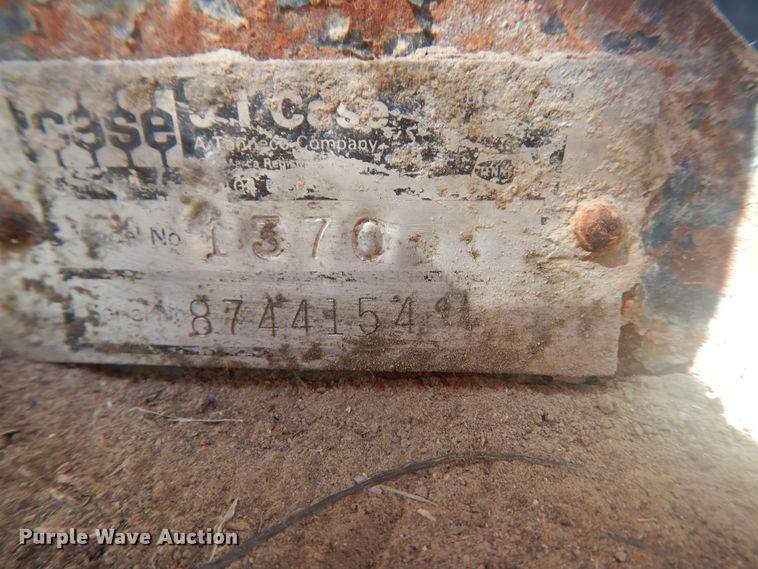 case J I Case
A Tenneco Company
No 1370
8744154
Purple Wave Auction